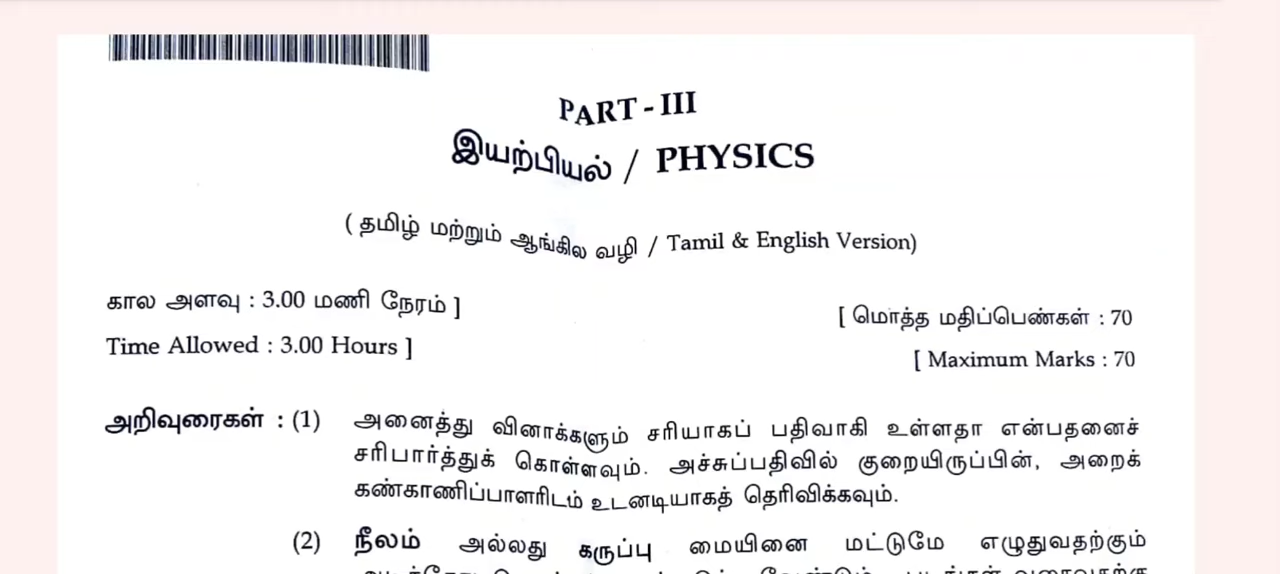 PART - III
இயற்பியல் / PHYSICS
( தமிழ் மற்றும் ஆங்கில வழி / Tamil & English Version)
கால அளவு : 3.00 மணி நேரம் ]
[ மொத்த மதிப்பெண்கள் : 70
Time Allowed : 3.00 Hours ]
[ Maximum Marks : 70
அறிவுரைகள் : (1) அனைத்து வினாக்களும் சரியாகப் பதிவாகி உள்ளதா என்பதனைச்
சரிபார்த்துக் கொள்ளவும். அச்சுப்பதிவில் குறையிருப்பின், அறைக்
கண்காணிப்பாளரிடம் உடனடியாகத் தெரிவிக்கவும்.
(2) நீலம் அல்லது கருப்பு மையினை மட்டுமே எழுதுவதற்கும்